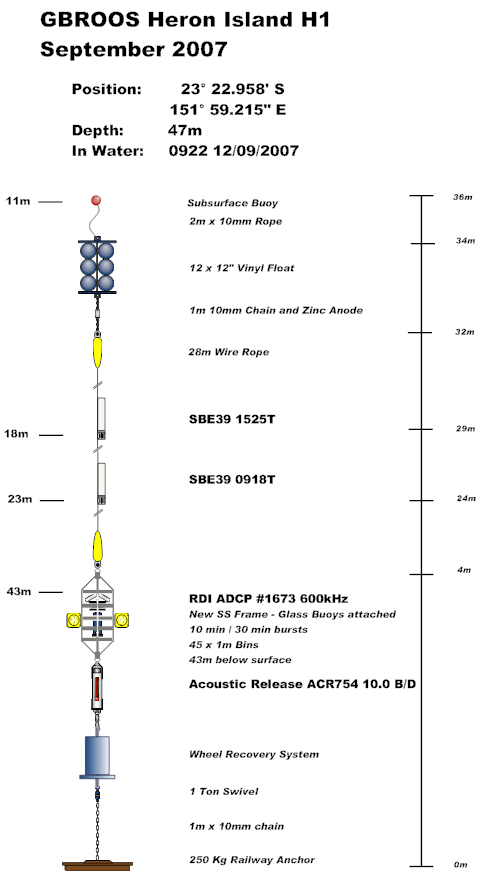 GBROOS Heron Island H1
September 2007
Position: 23° 22.958' S
151° 59.215" E
Depth: 47m
In Water: 0922 12/09/2007
11m
Subsurface Buoy
36m
2m x 10mm Rope
34m
12 x 12" Vinyl Float
1m 10mm Chain and Zinc Anode
32m
28m Wire Rope
SBE39 1525T
18m
29m
SBE39 0918T
23m
24m
4m
43m
RDI ADCP #1673 600kHz
New SS Frame - Glass Buoys attached
10 min / 30 min bursts
45 x 1m Bins
43m below surface
Acoustic Release ACR754 10.0 B/D
Wheel Recovery System
1 Ton Swivel
1m x 10mm chain
250 Kg Railway Anchor
0m